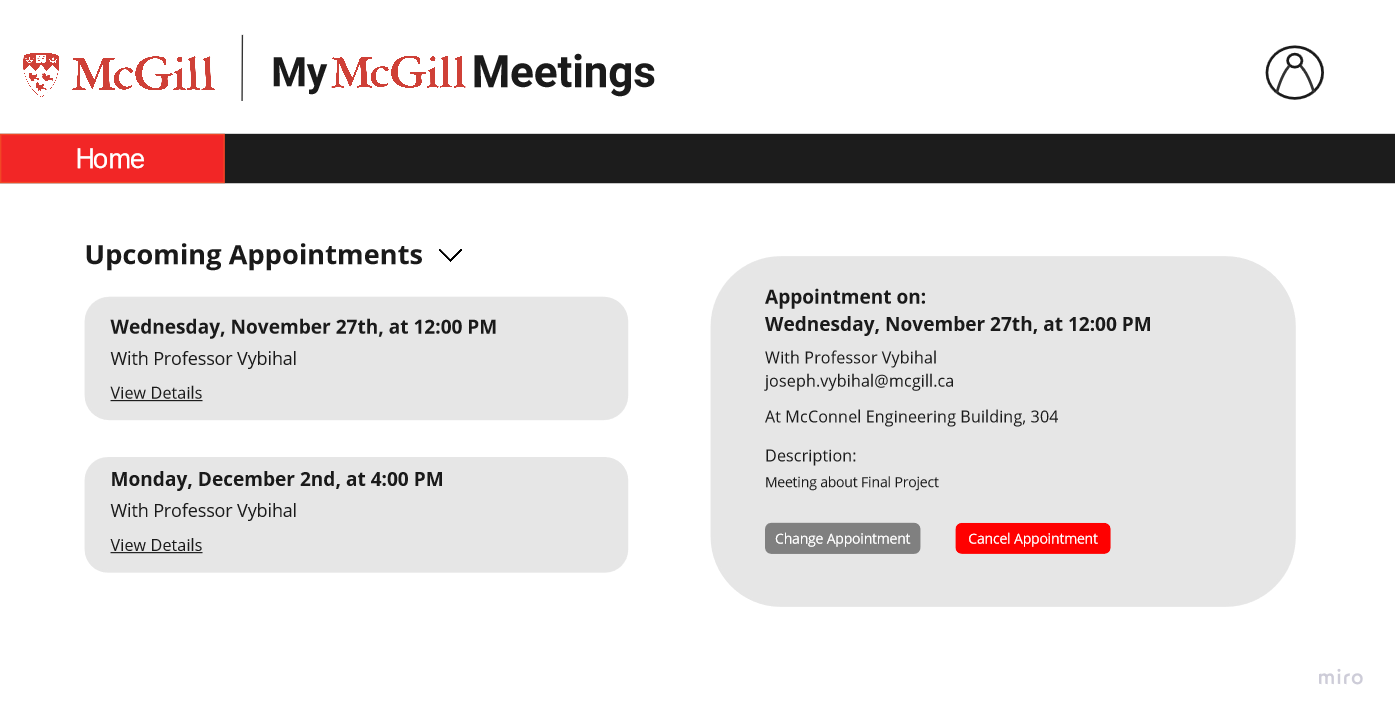 McGill
My McGill Meetings
Home
Upcoming Appointments
Wednesday, November 27th, at 12:00 PM
With Professor Vybihal
View Details
Monday, December 2nd, at 4:00 PM
With Professor Vybihal
View Details
Appointment on:
Wednesday, November 27th, at 12:00 PM
With Professor Vybihal
joseph.vybihal@mcgill.ca
At McConnel Engineering Building, 304
Description:
Meeting about Final Project
Change Appointment
Cancel Appointment
miro